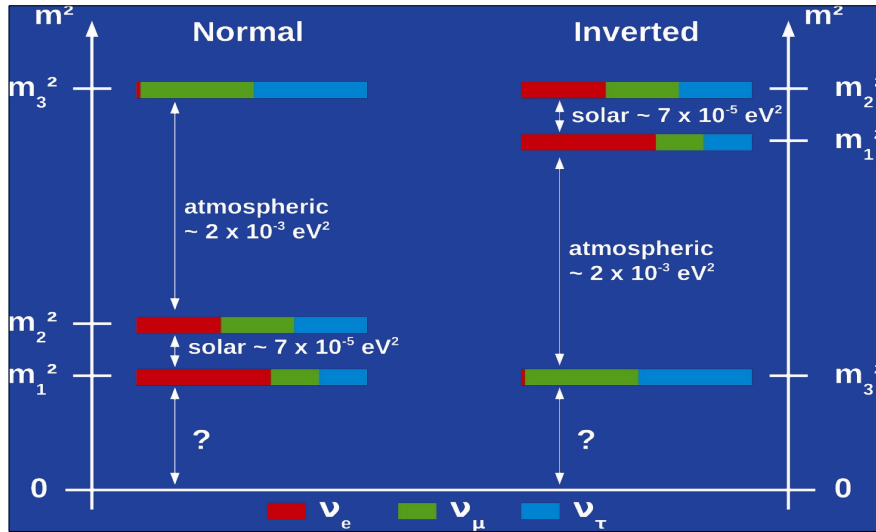 m²
Normal
Inverted
m²
m₃²
m₂²
solar ~ 7 x 10⁻⁵ eV²
m₁²
atmospheric
~ 2 x 10⁻³ eV²
atmospheric
~ 2 x 10⁻³ eV²
m₂²
solar ~ 7 x 10⁻⁵ eV²
m₁²
m₃²
?
?
0
0
νₑ
ν_μ
ν_τ